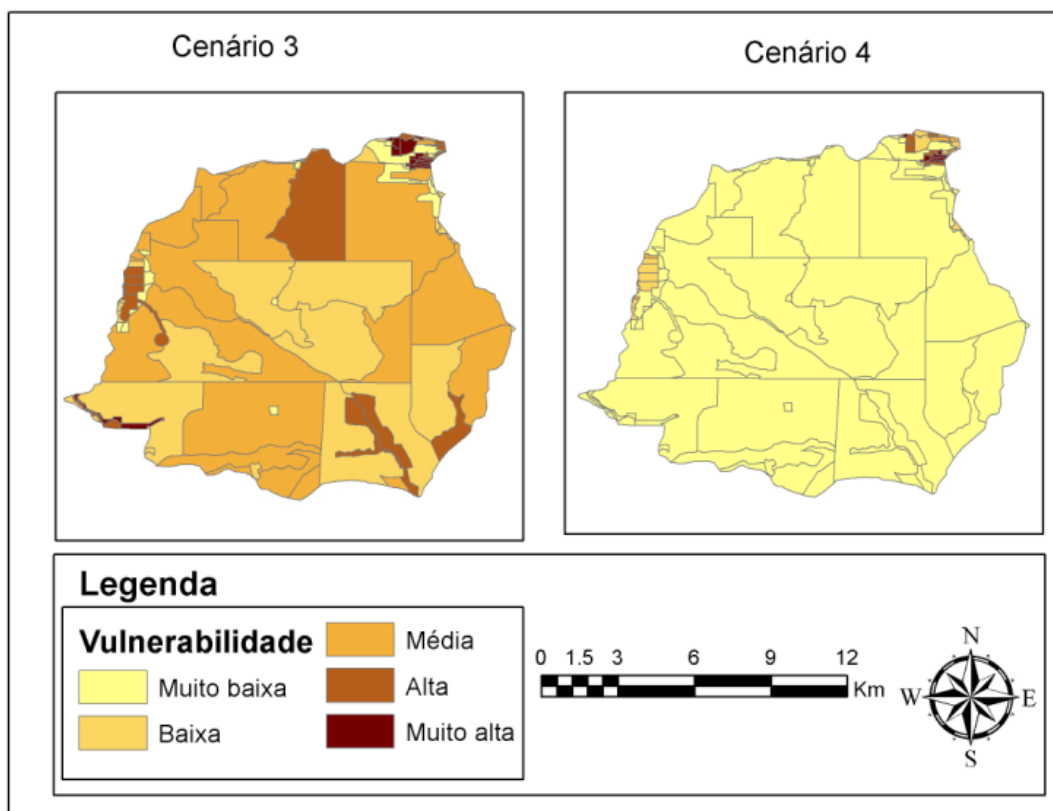 Cenário 3
Cenário 4
Legenda
Vulnerabilidade
Muito baixa
Baixa
Média
Alta
Muito alta
0 1.5 3 6 9 12
Km
N
W E
S